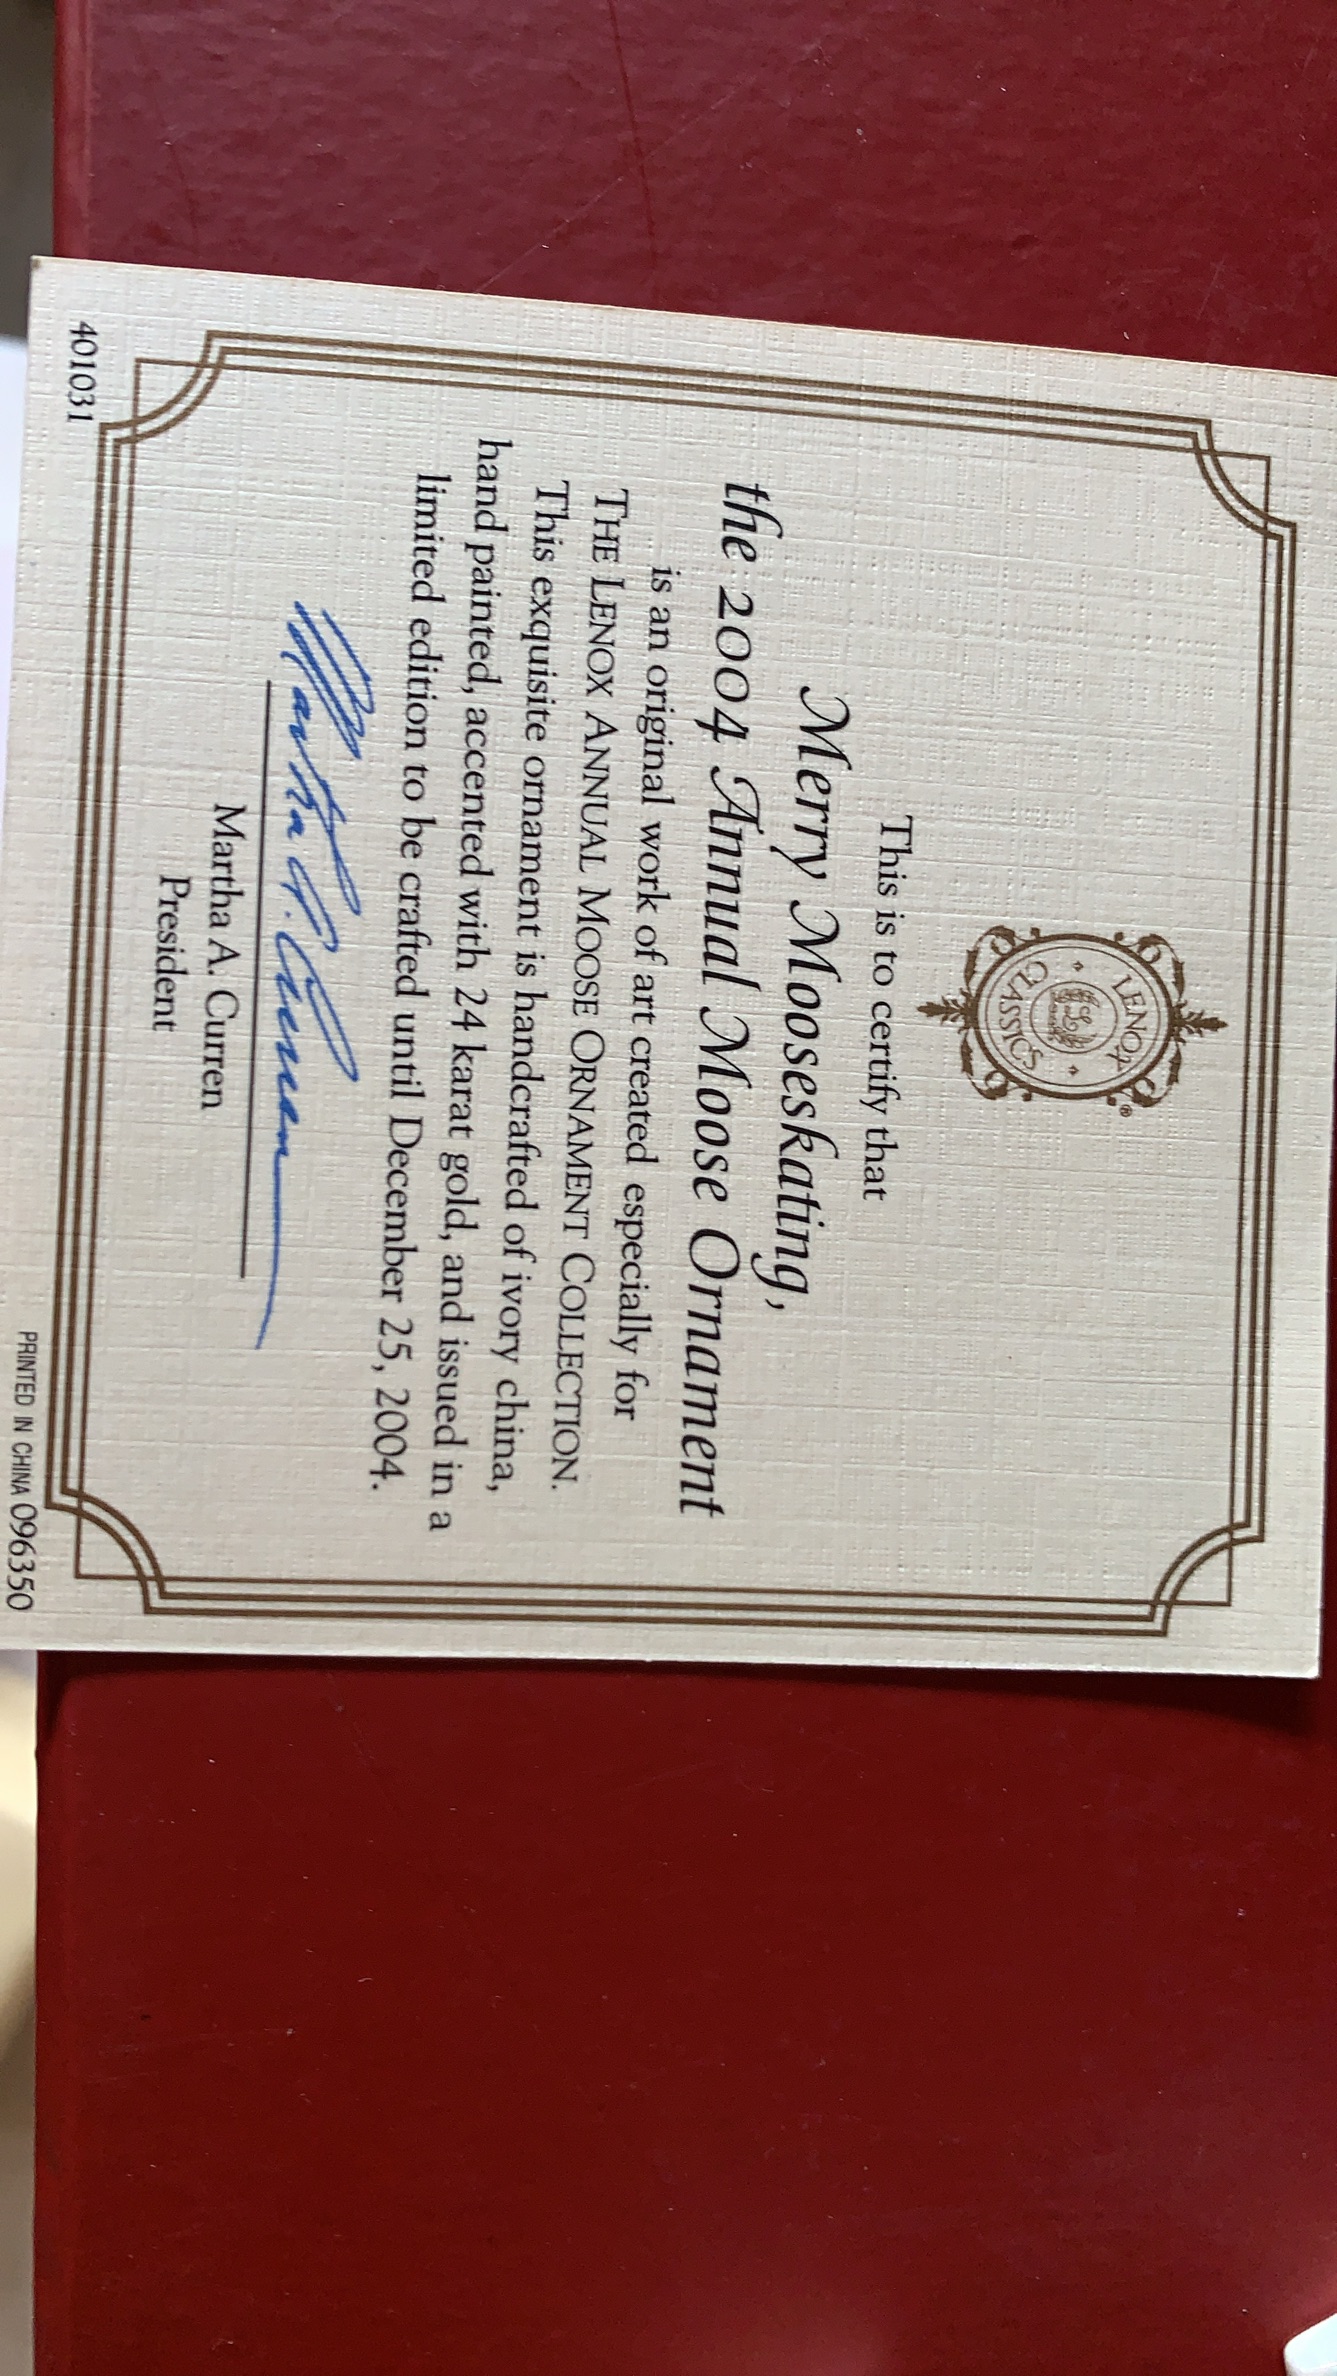 LENOX
CLASSICS
®
This is to certify that
Merry Mooseskating,
the 2004 Annual Moose Ornament
is an original work of art created especially for
THE LENOX ANNUAL MOOSE ORNAMENT COLLECTION.
This exquisite ornament is handcrafted of ivory china,
hand painted, accented with 24 karat gold, and issued in a
limited edition to be crafted until December 25, 2004.
Martha A. Curren
Martha A. Curren
President
401031
PRINTED IN CHINA 096350